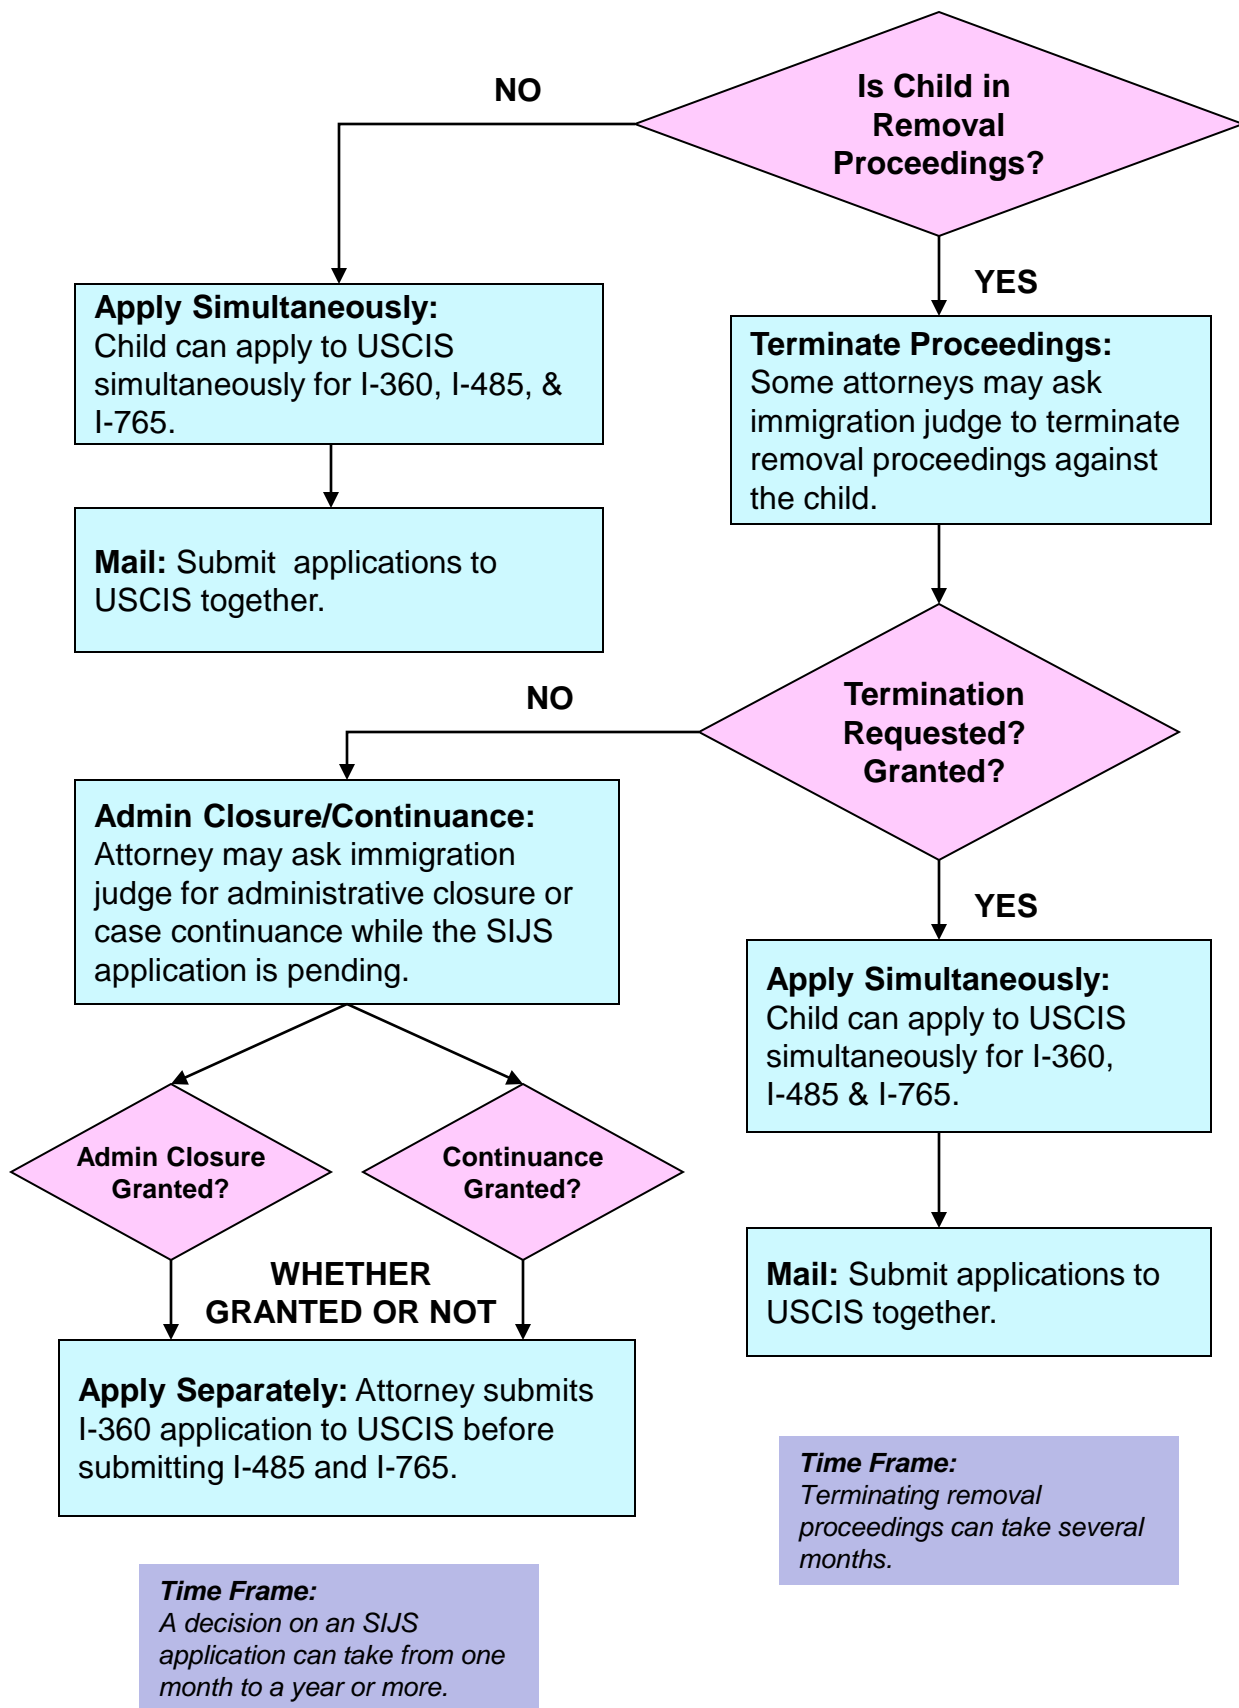 Is Child in
Removal
Proceedings?
NO
YES
Apply Simultaneously:
Child can apply to USCIS
simultaneously for I-360, I-485, &
I-765.
Mail: Submit applications to
USCIS together.
Terminate Proceedings:
Some attorneys may ask
immigration judge to terminate
removal proceedings against
the child.
Termination
Requested?
Granted?
NO
YES
Admin Closure/Continuance:
Attorney may ask immigration
judge for administrative closure or
case continuance while the SIJS
application is pending.
Admin Closure
Granted?
Continuance
Granted?
WHETHER
GRANTED OR NOT
Apply Separately: Attorney submits
I-360 application to USCIS before
submitting I-485 and I-765.
Time Frame:
A decision on an SIJS
application can take from one
month to a year or more.
Apply Simultaneously:
Child can apply to USCIS
simultaneously for I-360,
I-485 & I-765.
Mail: Submit applications to
USCIS together.
Time Frame:
Terminating removal
proceedings can take several
months.